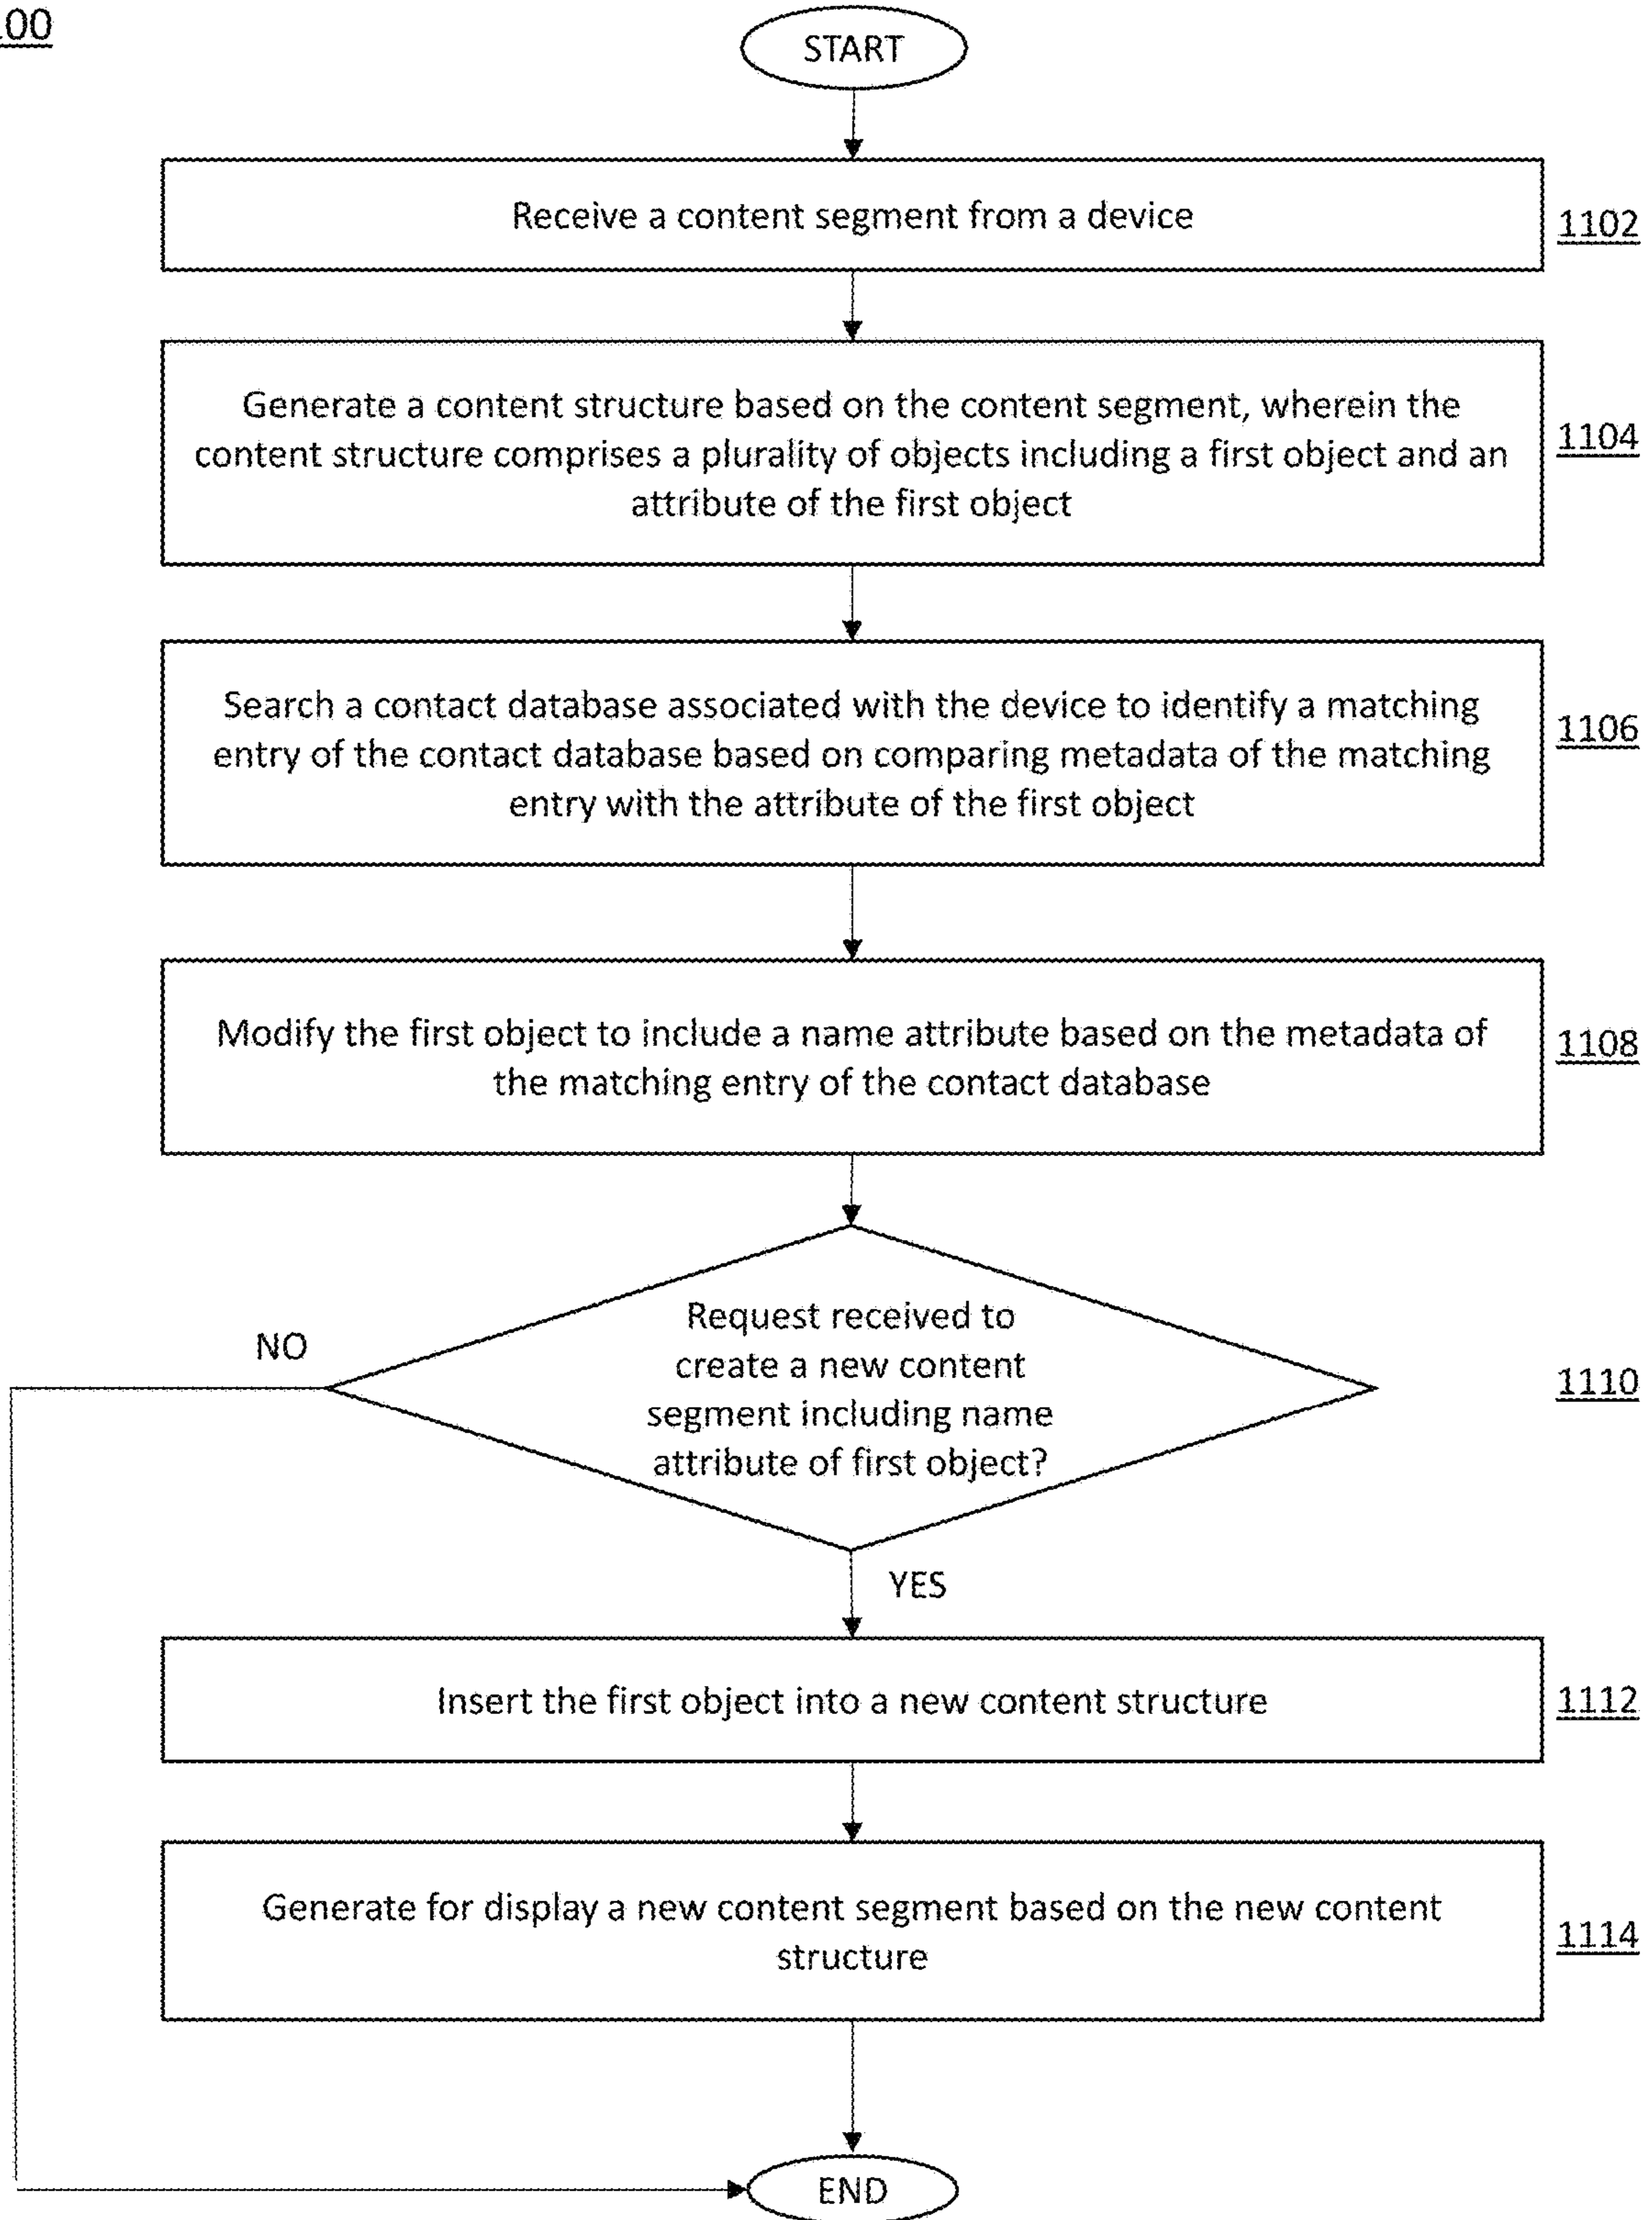 00
START
Receive a content segment from a device
1102
Generate a content structure based on the content segment, wherein the
content structure comprises a plurality of objects including a first object and an
attribute of the first object
1104
Search a contact database associated with the device to identify a matching
entry of the contact database based on comparing metadata of the matching
entry with the attribute of the first object
1106
Modify the first object to include a name attribute based on the metadata of
the matching entry of the contact database
1108
Request received to
create a new content
segment including name
attribute of first object?
NO
1110
YES
Insert the first object into a new content structure
1112
Generate for display a new content segment based on the new content
structure
1114
END